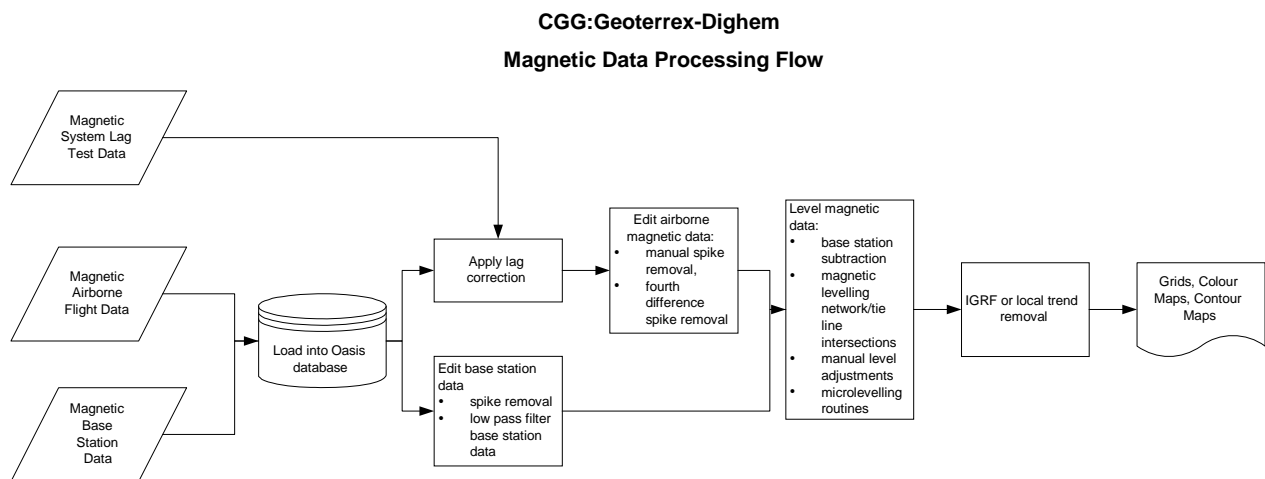 CGG:Geoterrex-Dighem
Magnetic Data Processing Flow
Magnetic
System Lag
Test Data
Magnetic
Airborne
Flight Data
Magnetic
Base
Station
Data
Load into Oasis
database
Apply lag
correction
Edit base station
data
• spike removal
• low pass filter
base station
data
Edit airborne
magnetic data:
• manual spike
removal,
• fourth
difference
spike removal
Level magnetic
data:
• base station
subtraction
• magnetic
levelling
network/tie
line
intersections
• manual level
adjustments
• microlevelling
routines
IGRF or local trend
removal
Grids, Colour
Maps, Contour
Maps